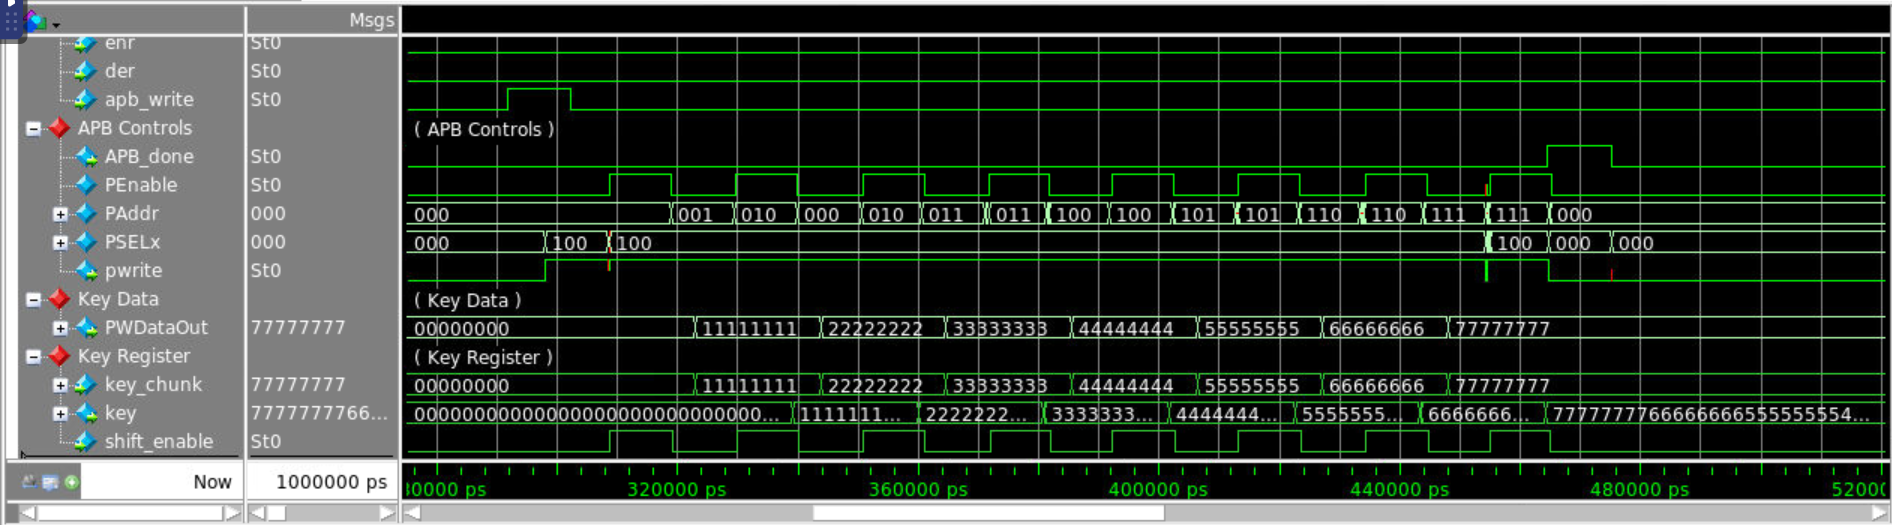 Msgs
enr St0
der St0
apb_write St0
APB Controls ( APB Controls )
APB_done St0
PEnable St0
PAddr 000 000 001 010 000 010 011 011 100 100 101 101 110 110 111 111 000
PSELx 000 000 100 100 100 000 000
pwrite St0
Key Data ( Key Data )
PWDataOut 77777777 00000000 11111111 22222222 33333333 44444444 55555555 66666666 77777777
Key Register ( Key Register )
key_chunk 77777777 00000000 11111111 22222222 33333333 44444444 55555555 66666666 77777777
key 7777777766... 1111111... 2222222... 3333333... 4444444... 5555555... 6666666... 7777777766666666555555554...
shift_enable St0
Now 1000000 ps 80000 ps 320000 ps 360000 ps 400000 ps 440000 ps 480000 ps 52000